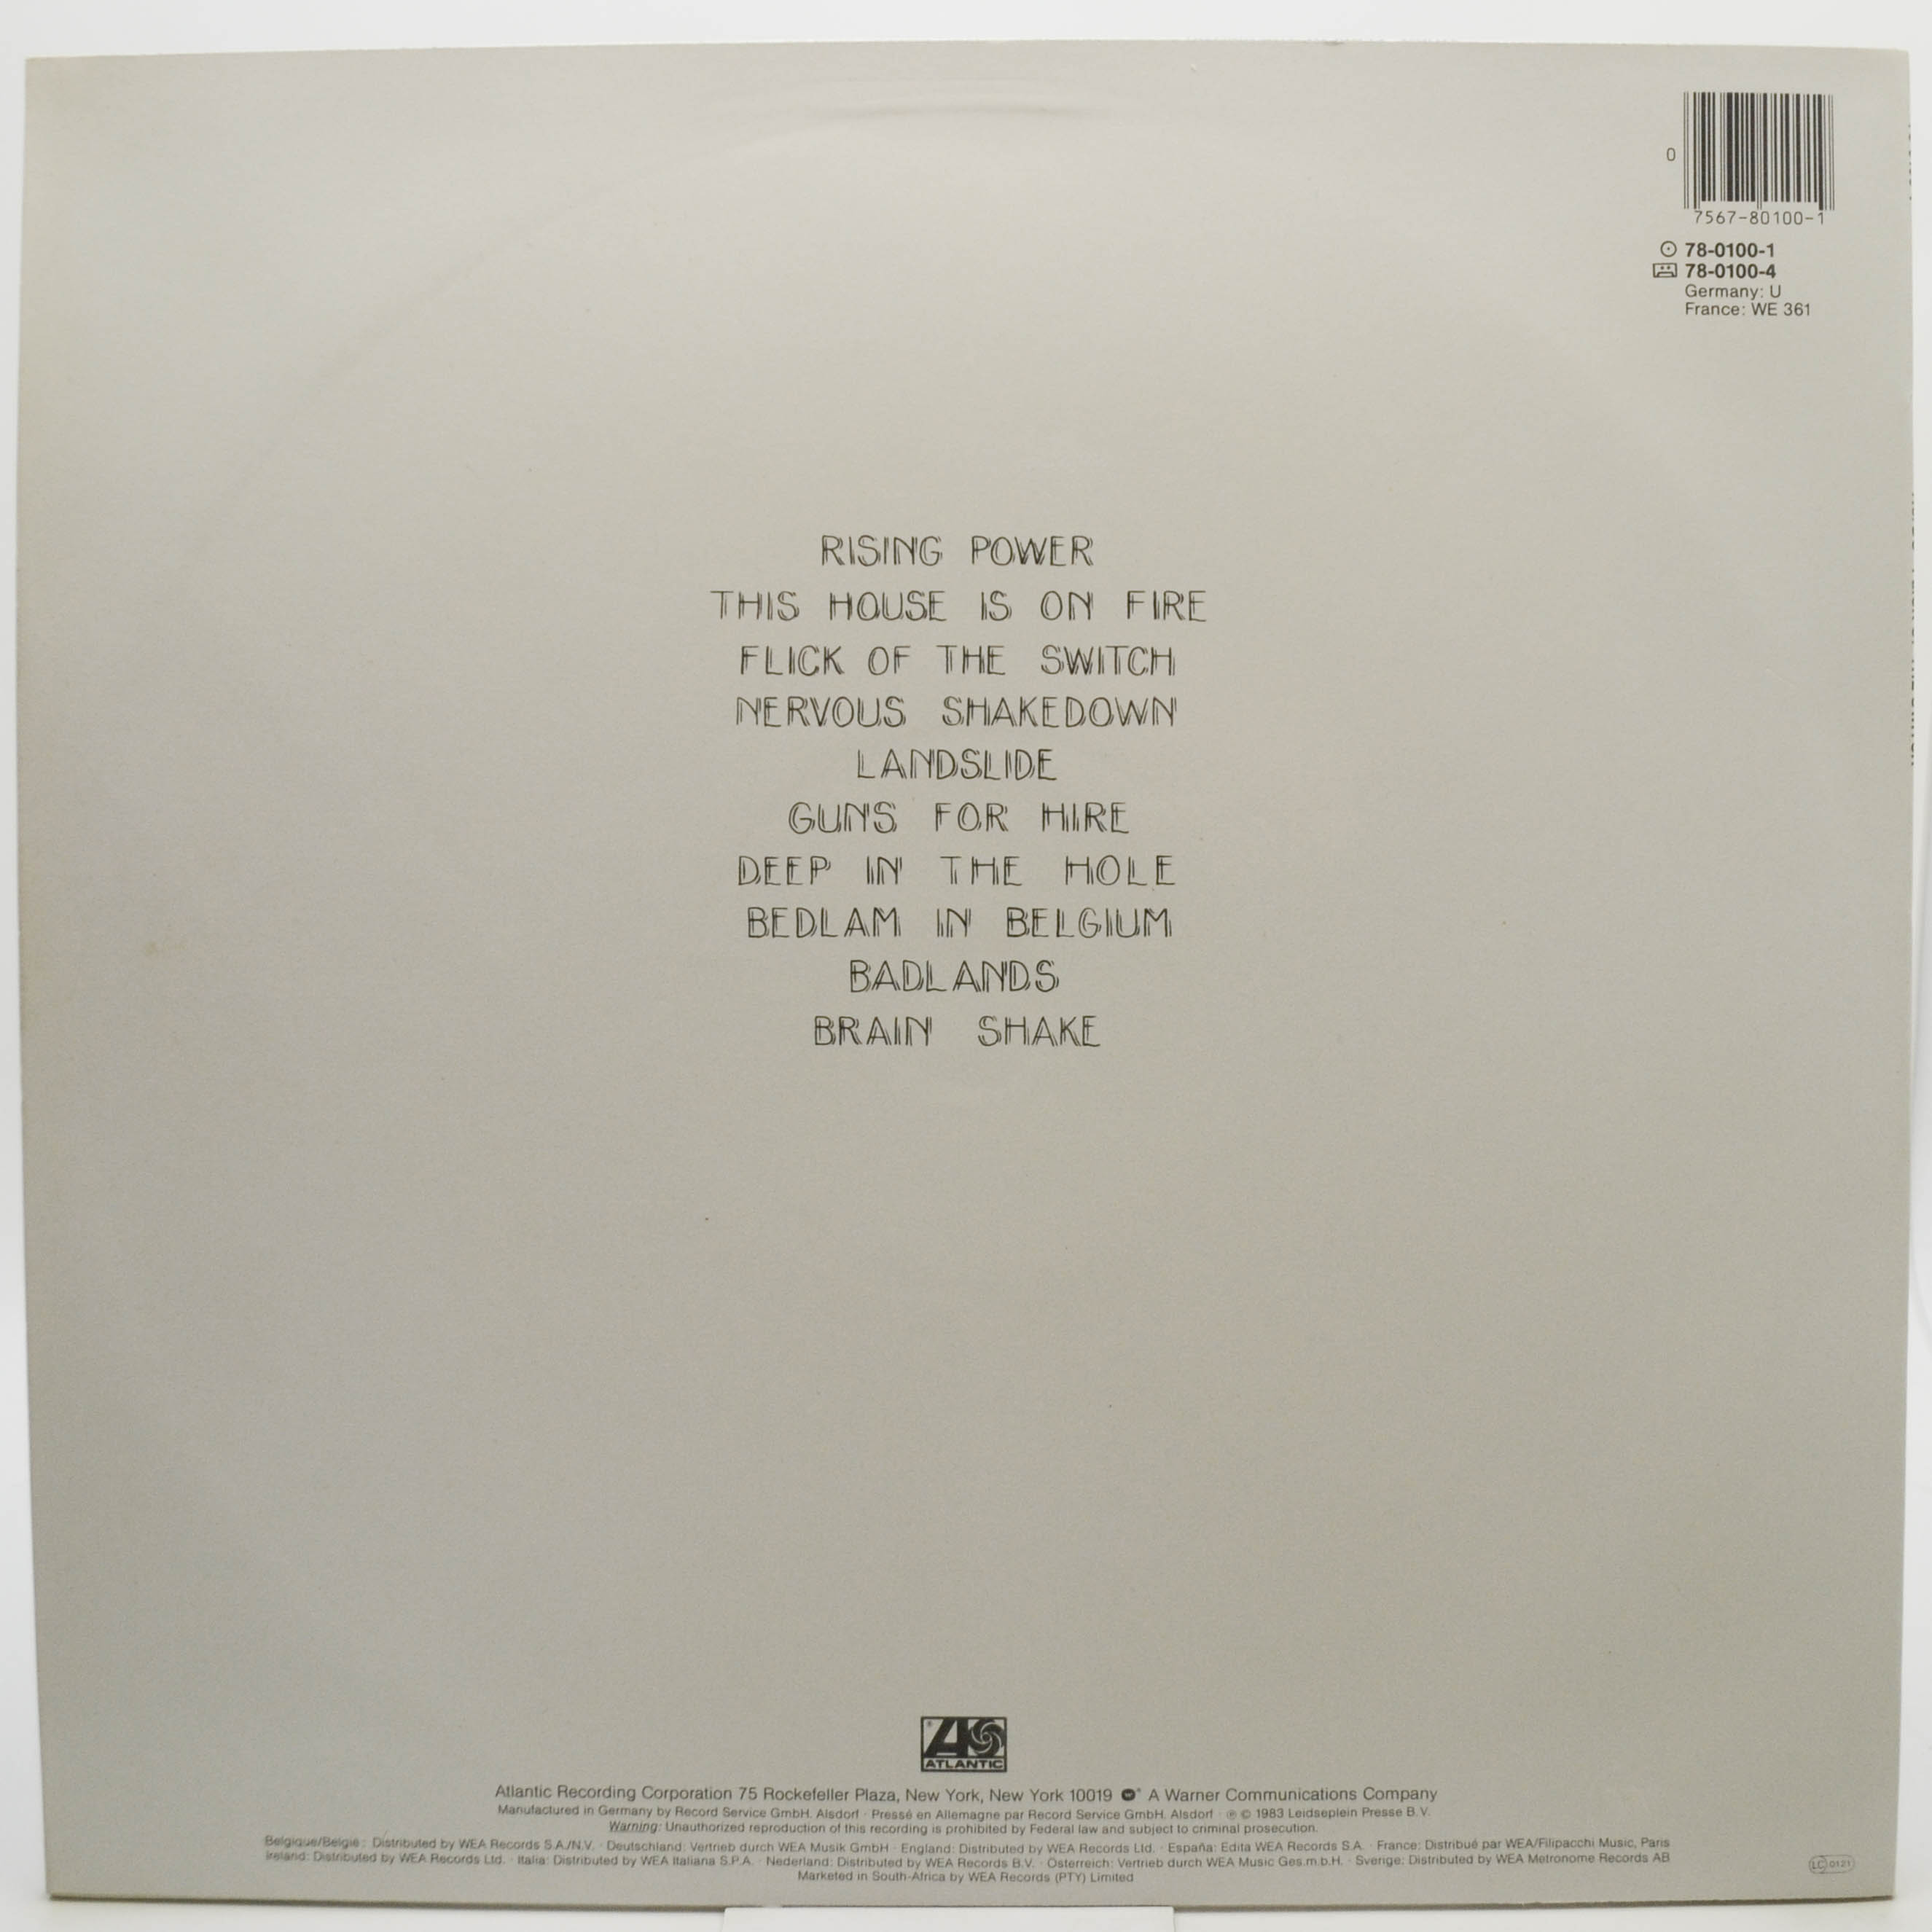 0
7567-80100-1
78-0100-1
78-0100-4
Germany: U
France: WE 361
RISING POWER
THIS HOUSE IS ON FIRE
FLICK OF THE SWITCH
NERVOUS SHAKEDOWN
LANDSLIDE
GUNS FOR HIRE
DEEP IN THE HOLE
BEDLAM IN BELGIUM
BADLANDS
BRAIN SHAKE
ATLANTIC
Atlantic Recording Corporation 75 Rockefeller Plaza, New York, New York 10019 A Warner Communications Company
Manufactured in Germany by Record Service GmbH. Alsdorf · Pressé en Allemagne par Record Service GmbH. Alsdorf · ℗ © 1983 Leidseplein Presse B.V.
Warning: Unauthorized reproduction of this recording is prohibited by Federal law and subject to criminal prosecution.
Belgique/België: Distributed by WEA Records S.A./N.V. · Deutschland: Vertrieb durch WEA Musik GmbH · England: Distributed by WEA Records Ltd. · España: Edita WEA Records S.A. · France: Distribué par WEA/Filipacchi Music, Paris
Ireland: Distributed by WEA Records Ltd. · Italia: Distributed by WEA Italiana S.P.A. · Nederland: Distributed by WEA Records B.V. · Österreich: Vertrieb durch WEA Music Ges.m.b.H. · Sverige: Distributed by WEA Metronome Records AB
Marketed in South-Africa by WEA Records (PTY) Limited
LC 0121